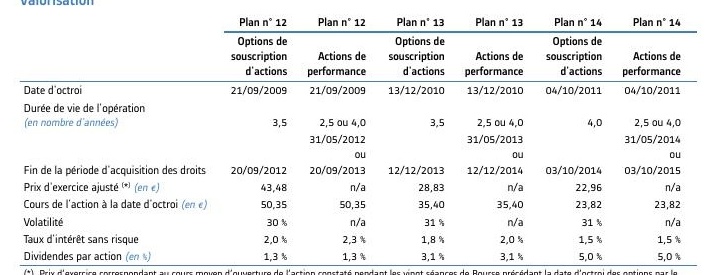 Valorisation
Plan n° 12 Plan n° 12 Plan n° 13 Plan n° 13 Plan n° 14 Plan n° 14
Options de Options de Options de
souscription Actions de souscription Actions de souscription Actions de
d'actions performance d'actions performance d'actions performance
Date d'octroi 21/09/2009 21/09/2009 13/12/2010 13/12/2010 04/10/2011 04/10/2011
Durée de vie de l'opération
(en nombre d'années) 3,5 2,5 ou 4,0 3,5 2,5 ou 4,0 4,0 2,5 ou 4,0
31/05/2012 31/05/2013 31/05/2014
ou ou ou
Fin de la période d'acquisition des droits 20/09/2012 20/09/2013 12/12/2013 12/12/2014 03/10/2014 03/10/2015
Prix d'exercice ajusté (*) (en €) 43,48 n/a 28,83 n/a 22,96 n/a
Cours de l'action à la date d'octroi (en €) 50,35 50,35 35,40 35,40 23,82 23,82
Volatilité 30 % n/a 31 % n/a 31 % n/a
Taux d'intérêt sans risque 2,0 % 2,3 % 1,8 % 2,0 % 1,5 % 1,5 %
Dividendes par action (en %) 1,3 % 1,3 % 3,1 % 3,1 % 5,0 % 5,0 %
(*) Prix d'exercice correspondant au cours moyen d'ouverture de l'action constaté pendant les vingt séances de Bourse précédant la date d'octroi des options par le